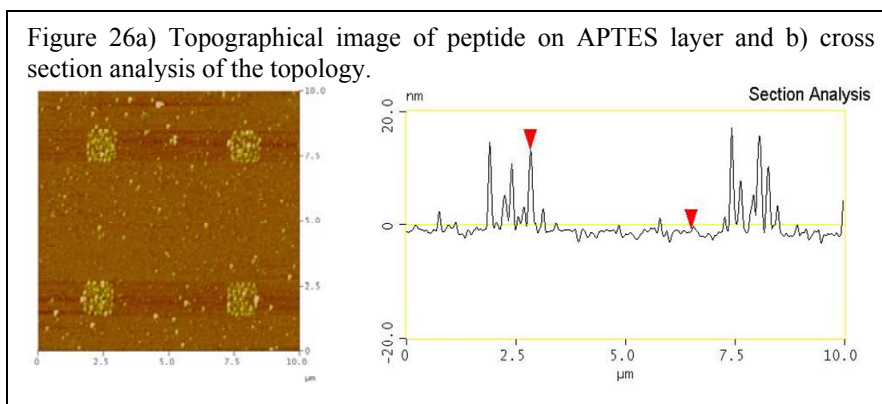 Figure 26a) Topographical image of peptide on APTES layer and b) cross
section analysis of the topology.
10.0
7.5
5.0
2.5
0
0
2.5
5.0
7.5
10.0
µm
µm
nm
Section Analysis
20.0
0
-20.0
0
2.5
5.0
7.5
10.0
µm